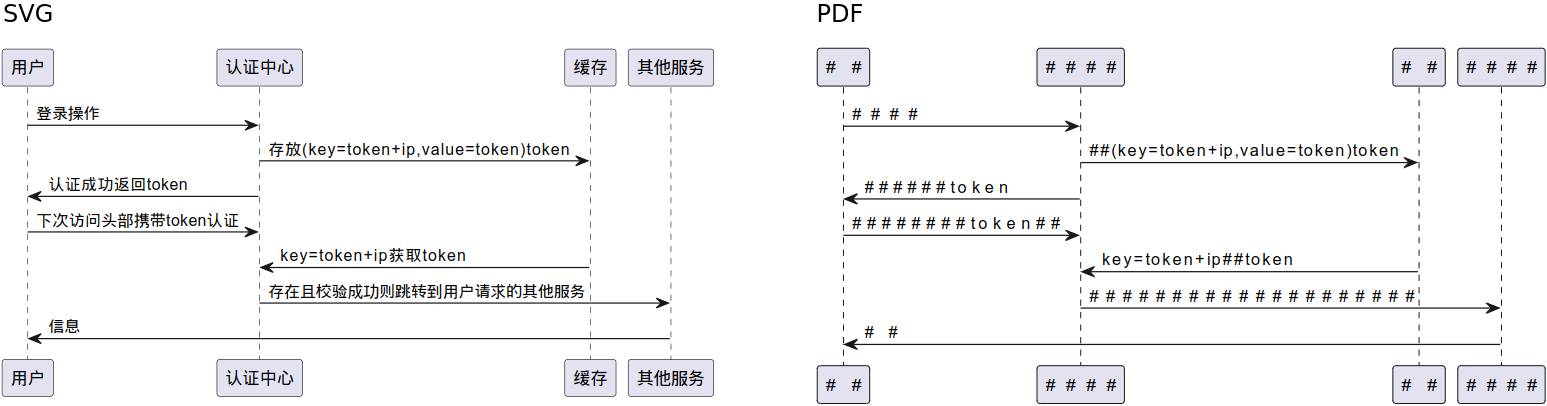 SVG
用户 认证中心 缓存 其他服务
登录操作
存放(key=token+ip,value=token)token
认证成功返回token
下次访问头部携带token认证
key=token+ip获取token
存在且校验成功则跳转到用户请求的其他服务
信息
用户 认证中心 缓存 其他服务
PDF
# # # # # # # # # # # #
# # # #
##(key=token+ip,value=token)token
######token
########token##
key=token+ip##token
####################
# #
# # # # # # # # # # # #